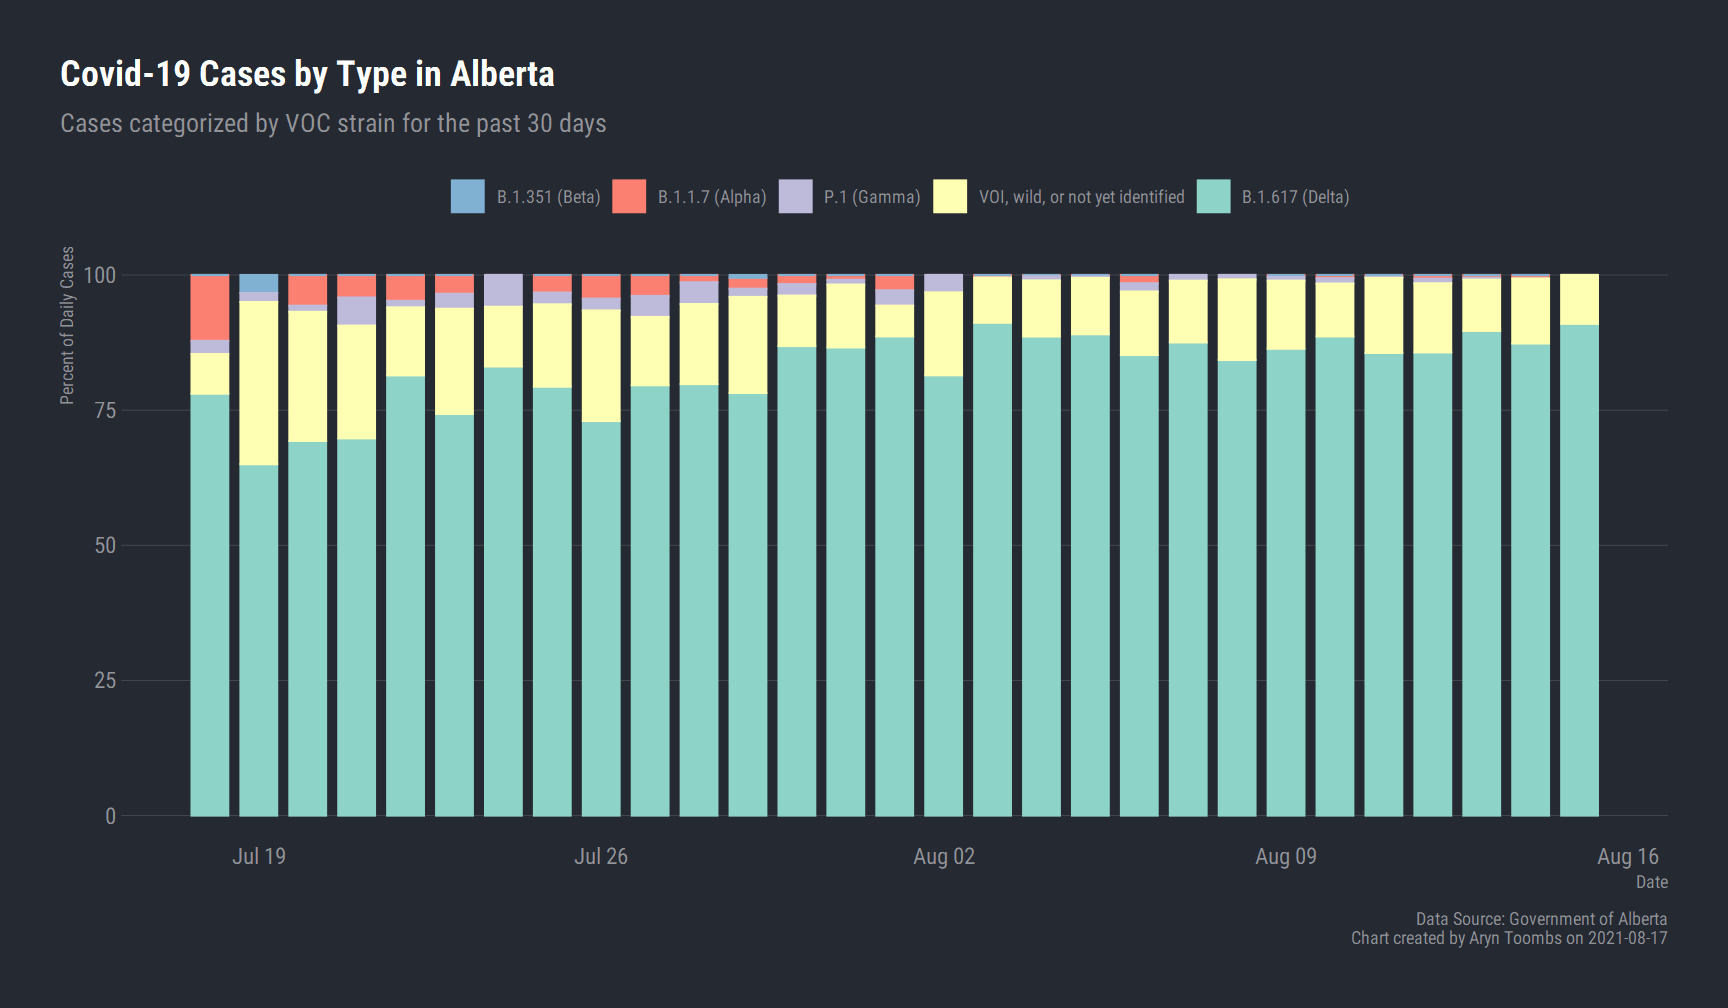 Covid-19 Cases by Type in Alberta
Cases categorized by VOC strain for the past 30 days
B.1.351 (Beta)
B.1.1.7 (Alpha)
P.1 (Gamma)
VOI, wild, or not yet identified
B.1.617 (Delta)
Percent of Daily Cases
100
75
50
25
0
Jul 19
Jul 26
Aug 02
Aug 09
Aug 16
Date
Data Source: Government of Alberta
Chart created by Aryn Toombs on 2021-08-17